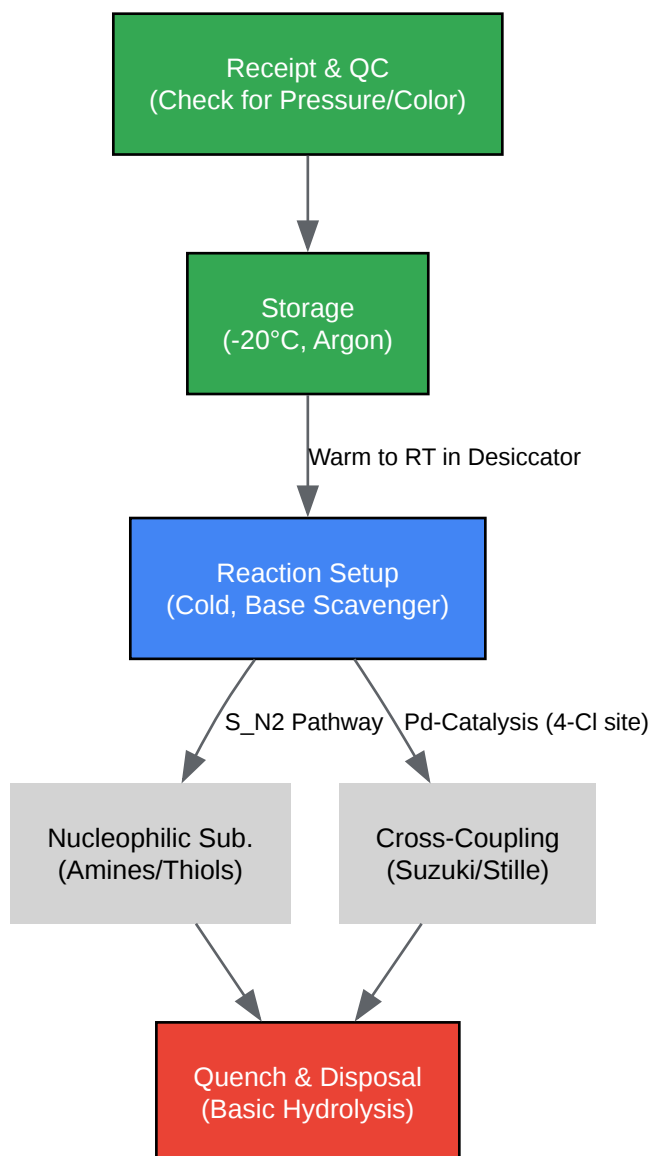 Receipt & QC
(Check for Pressure/Color)
Storage
(-20°C, Argon)
Warm to RT in Desiccator
Reaction Setup
(Cold, Base Scavenger)
S_N2 Pathway
Pd-Catalysis (4-Cl site)
Nucleophilic Sub.
(Amines/Thiols)
Cross-Coupling
(Suzuki/Stille)
Quench & Disposal
(Basic Hydrolysis)